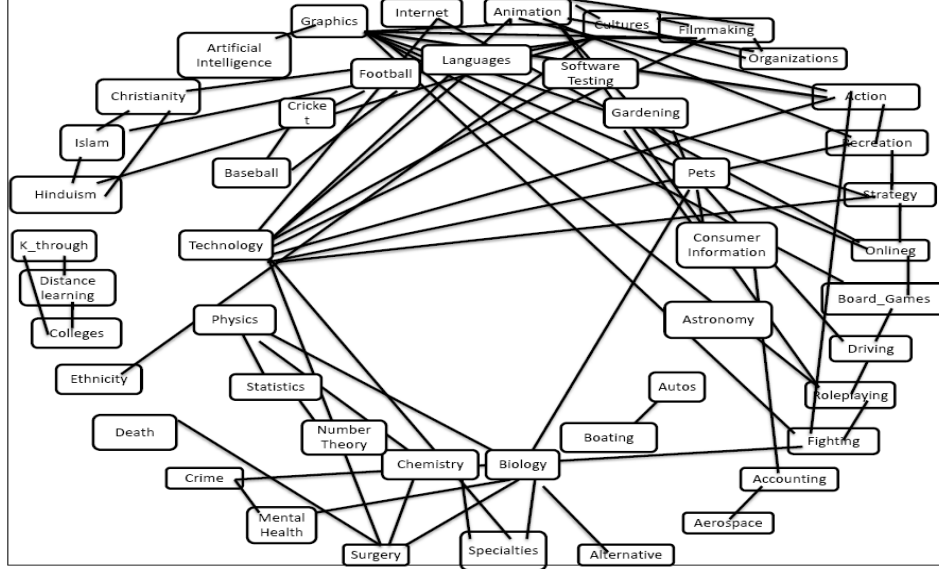 Internet
Animation
Graphics
Cultures
Filmmaking
Artificial
Intelligence
Languages
Organizations
Football
Software
Testing
Christianity
Action
Cricke
t
Gardening
Islam
Recreation
Baseball
Pets
Hinduism
Strategy
K_through
Technology
Consumer
Information
Onlineg
Distance
learning
Board_Games
Colleges
Physics
Astronomy
Driving
Ethnicity
Statistics
Autos
Roleplaying
Death
Number
Theory
Boating
Fighting
Chemistry
Biology
Crime
Accounting
Mental
Health
Aerospace
Surgery
Specialties
Alternative